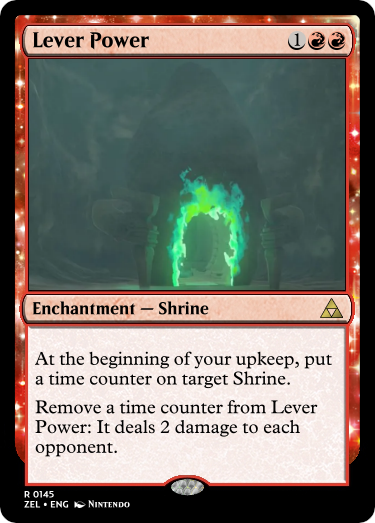 Lever Power
1
Enchantment — Shrine
At the beginning of your upkeep, put
a time counter on target Shrine.
Remove a time counter from Lever
Power: It deals 2 damage to each
opponent.
R 0145
ZEL • ENG Nintendo